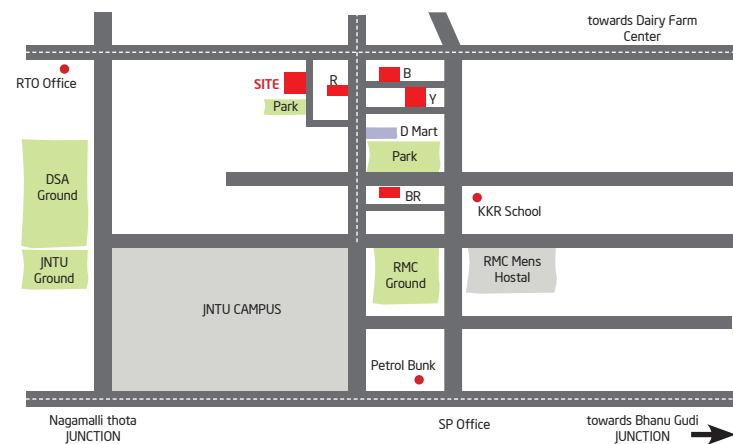 towards Dairy Farm
Center
RTO Office
SITE
R
B
Park
Y
D Mart
Park
DSA
Ground
BR
KKR School
JNTU
Ground
RMC
Ground
RMC Mens
Hostal
JNTU CAMPUS
Petrol Bunk
Nagamalli thota
JUNCTION
SP Office
towards Bhanu Gudi
JUNCTION